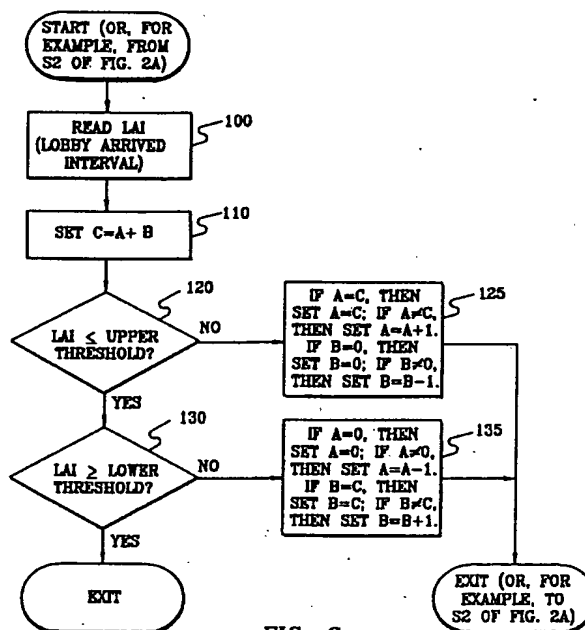 START (OR, FOR
EXAMPLE, FROM
S2 OF FIG. 2A)
READ LAI
(LOBBY ARRIVED
INTERVAL)
100
SET C=A+ B
110
LAI ≤ UPPER
THRESHOLD?
120
NO
YES
IF A=C, THEN
SET A=C; IF A≠C,
THEN SET A=A+1.
IF B=0, THEN
SET B=0; IF B≠0,
THEN SET B=B-1.
125
LAI ≥ LOWER
THRESHOLD?
130
NO
YES
IF A=0, THEN
SET A=0; IF A≠0,
THEN SET A=A-1.
IF B=C, THEN
SET B=C; IF B≠C,
THEN SET B=B+1.
135
EXIT
EXIT (OR, FOR
EXAMPLE, TO
S2 OF FIG. 2A)